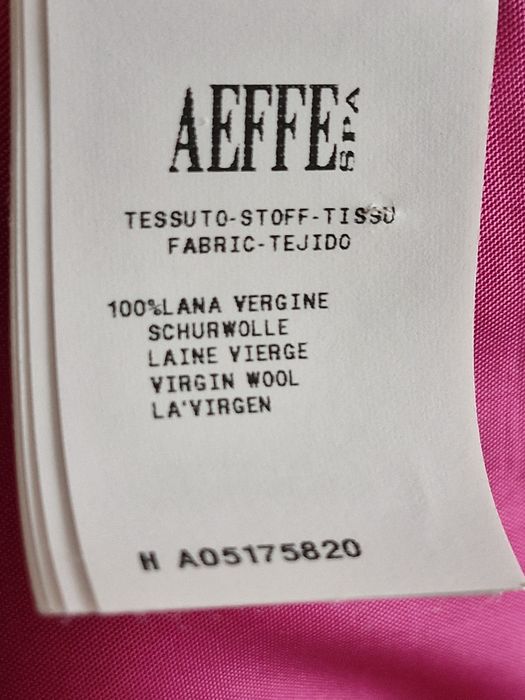 AEFFE SPA
TESSUTO-STOFF-TISSU
FABRIC-TEJIDO
100%LANA VERGINE
SCHURWOLLE
LAINE VIERGE
VIRGIN WOOL
LA'VIRGEN
H A05175820